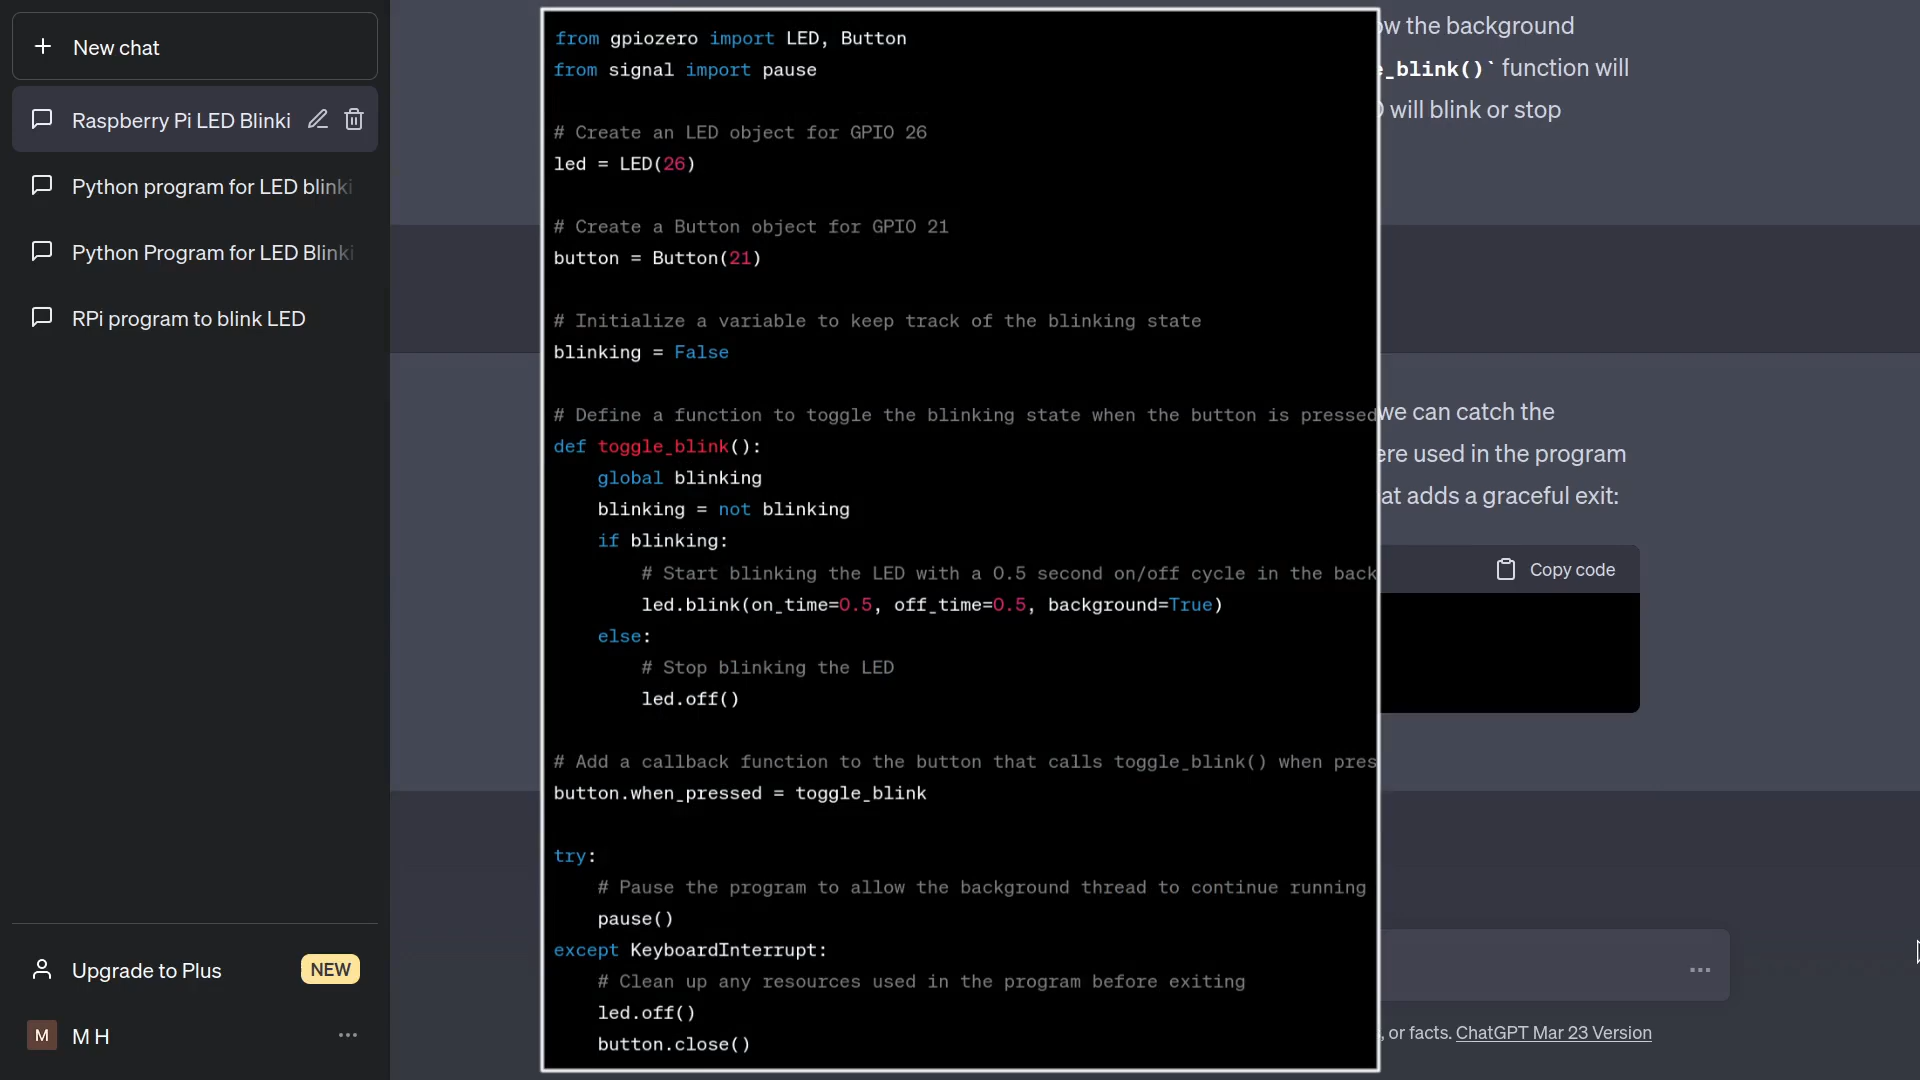 New chat
Raspberry Pi LED Blinki
Python program for LED blinki
Python Program for LED Blinki
RPi program to blink LED
Upgrade to Plus NEW
M M H
from gpiozero import LED, Button
from signal import pause
# Create an LED object for GPIO 26
led = LED(26)
# Create a Button object for GPIO 21
button = Button(21)
# Initialize a variable to keep track of the blinking state
blinking = False
# Define a function to toggle the blinking state when the button is pressed
def toggle_blink():
    global blinking
    blinking = not blinking
    if blinking:
        # Start blinking the LED with a 0.5 second on/off cycle in the back
        led.blink(on_time=0.5, off_time=0.5, background=True)
    else:
        # Stop blinking the LED
        led.off()
# Add a callback function to the button that calls toggle_blink() when pres
button.when_pressed = toggle_blink
try:
    # Pause the program to allow the background thread to continue running
    pause()
except KeyboardInterrupt:
    # Clean up any resources used in the program before exiting
    led.off()
    button.close()
ow the background
e_blink()` function will
will blink or stop
we can catch the
ere used in the program
at adds a graceful exit:
Copy code
, or facts. ChatGPT Mar 23 Version